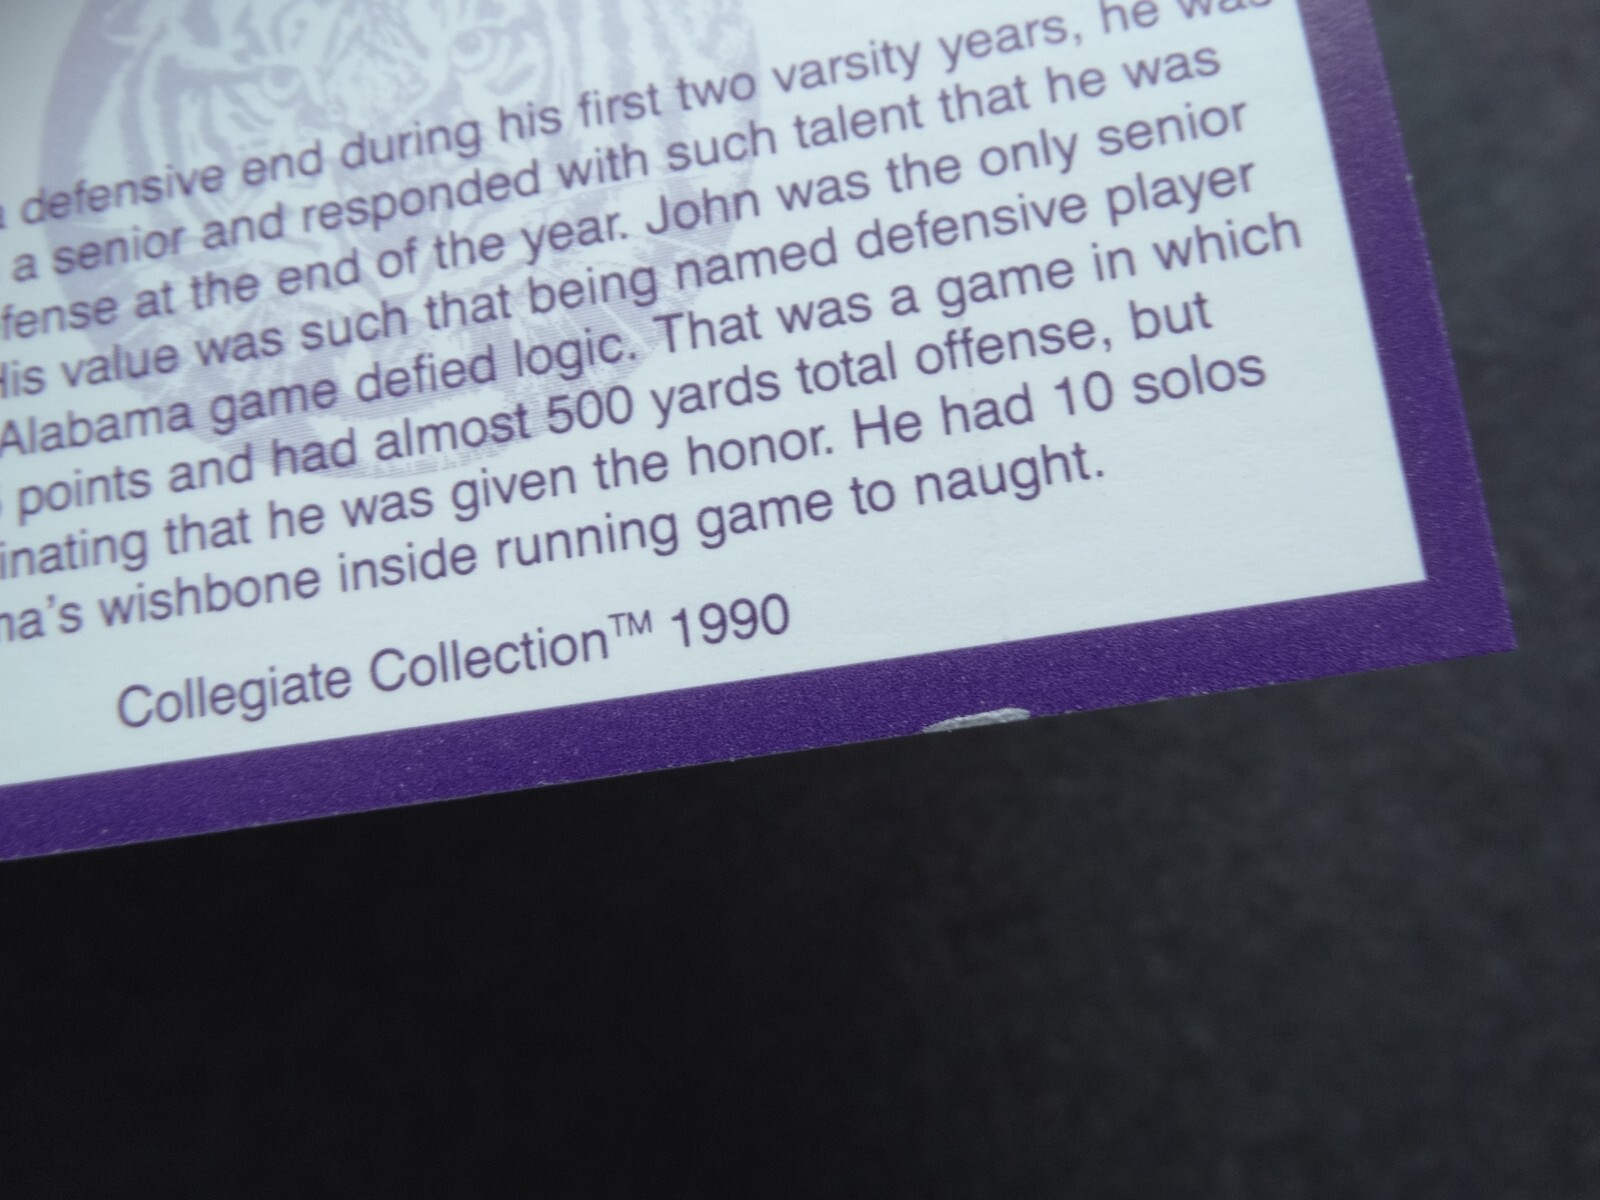 defensive end during his first two varsity years, he was
a senior and responded with such talent that he was
fense at the end of the year. John was the only senior
His value was such that being named defensive player
Alabama game defied logic. That was a game in which
points and had almost 500 yards total offense, but
inating that he was given the honor. He had 10 solos
na's wishbone inside running game to naught.
Collegiate Collection™ 1990